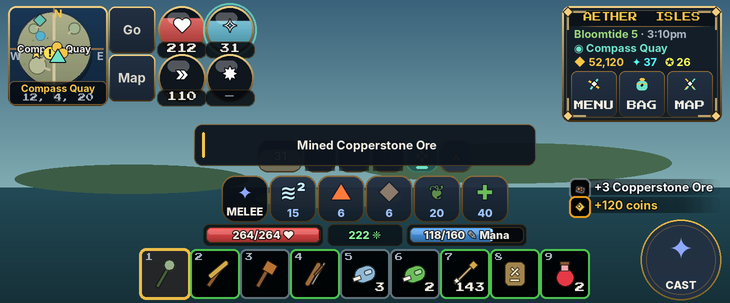 N
Compass Quay
W
E
Compass Quay
12, 4, 20
Go
Map
212
31
110
—
AETHER ISLES
Bloomtide 5 · 3:10pm
Compass Quay
52,120
37
26
MENU
BAG
MAP
Mined Copperstone Ore
MELEE
2
15
6
6
20
40
+3 Copperstone Ore
+120 coins
264/264
222
118/160
Mana
CAST
1
2
3
4
5
3
6
2
7
143
8
9
2